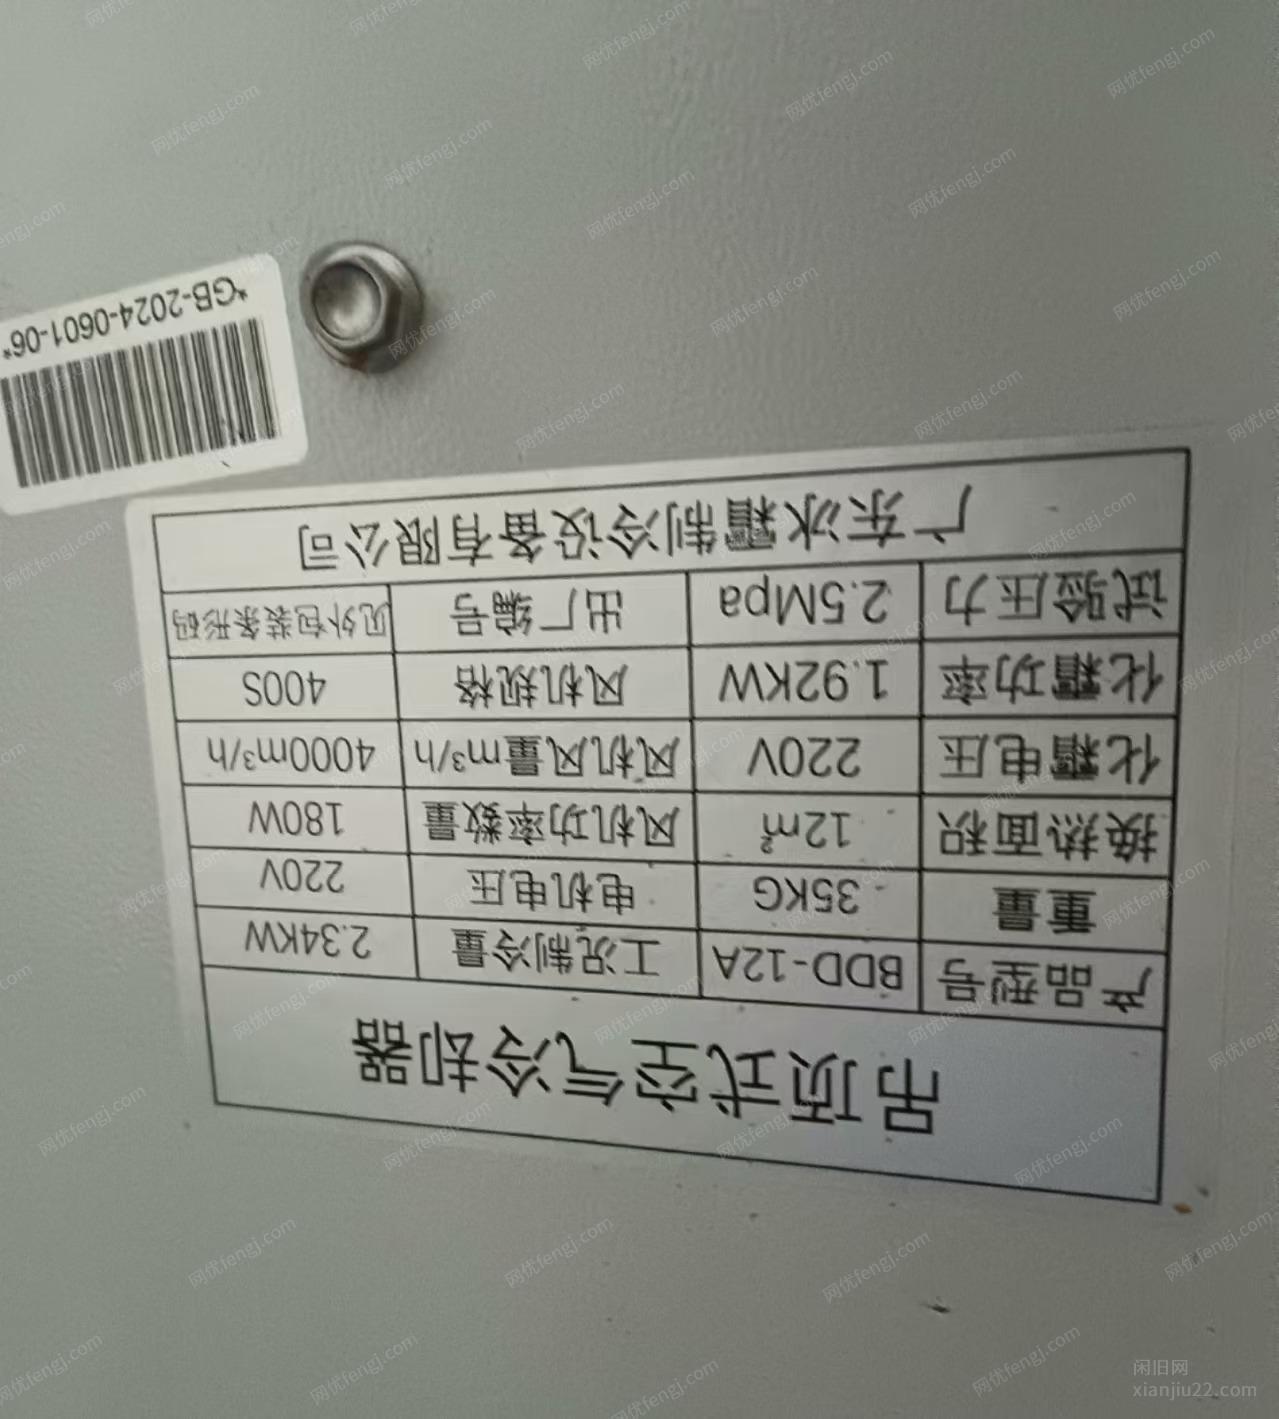 吊顶式空气冷却器
产品型号 BDD-12A 工况制冷量 2.34KW
重量 35KG 电机电压 220V
换热面积 12㎡ 风机功率数量 180W
化霜电压 220V 风机风量m³/h 4000m³/h
化霜功率 1.92KW 风机规格 400S
试验压力 2.5Mpa 出厂编号 见外包装条形码
广东冰霜制冷设备有限公司
*GB-2024-0601-06*
网优fengj.com
闲旧网
xianjiu22.com